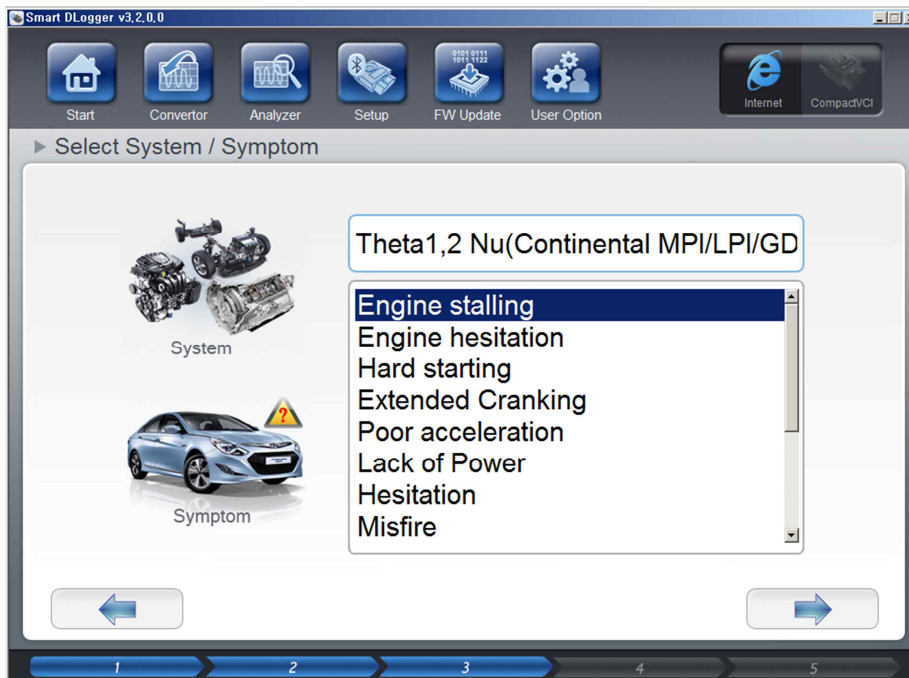 Smart DLogger v3,2,0,0
0101 0111
1011 1122
Start
Convertor
Analyzer
Setup
FW Update
User Option
Internet
CompactVCI
Select System / Symptom
Theta1,2 Nu(Continental MPI/LPI/GD
System
Engine stalling
Engine hesitation
Hard starting
Extended Cranking
Poor acceleration
Lack of Power
Hesitation
Misfire
?
Symptom
1
2
3
4
5